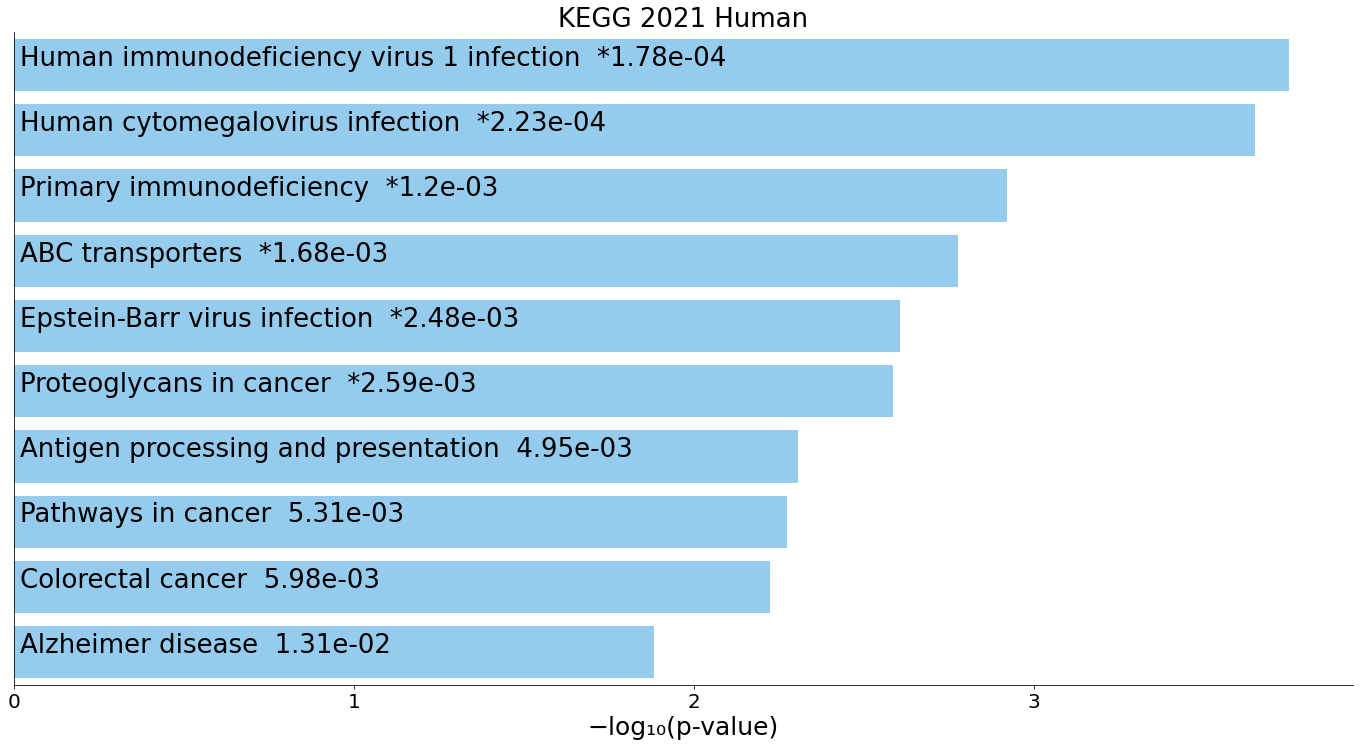 KEGG 2021 Human
Human immunodeficiency virus 1 infection  *1.78e-04
Human cytomegalovirus infection  *2.23e-04
Primary immunodeficiency  *1.2e-03
ABC transporters  *1.68e-03
Epstein-Barr virus infection  *2.48e-03
Proteoglycans in cancer  *2.59e-03
Antigen processing and presentation  4.95e-03
Pathways in cancer  5.31e-03
Colorectal cancer  5.98e-03
Alzheimer disease  1.31e-02
0 1 2 3
−log₁₀(p-value)